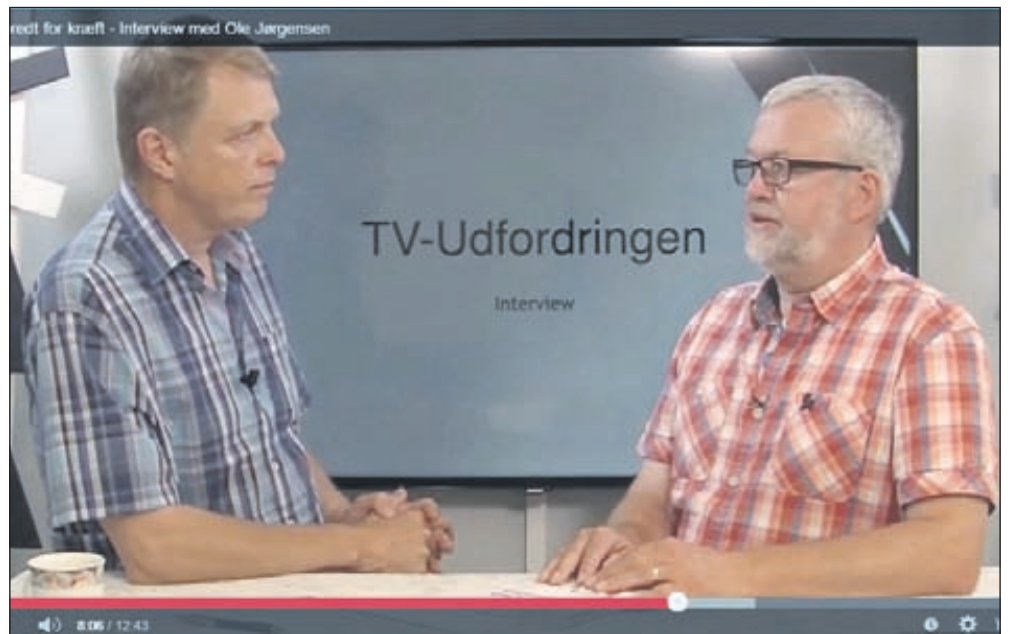 redt for kræft - Interview med Ole Jørgensen
TV-Udfordringen
Interview
8:06 / 12:43